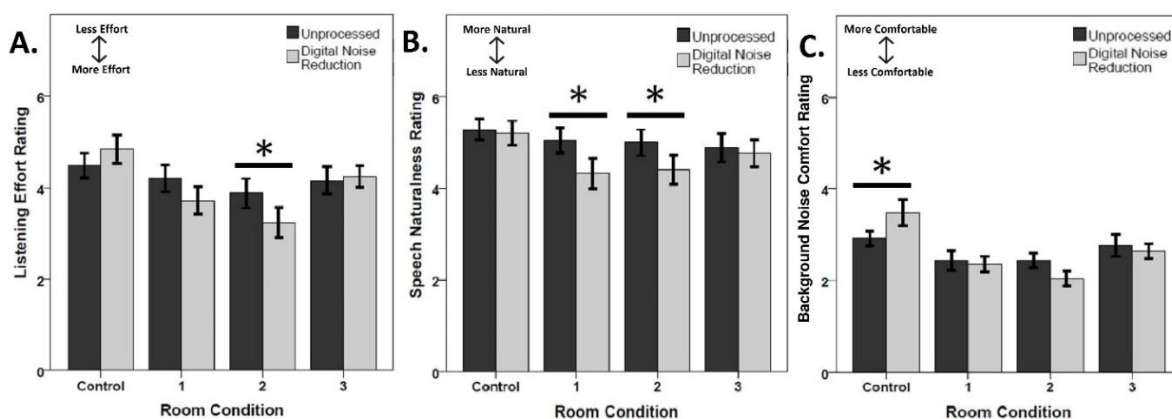 A.
Less Effort
More Effort
Unprocessed
Digital Noise
Reduction
Listening Effort Rating
6
4
2
0
*
Control
1
2
3
Room Condition
B.
More Natural
Less Natural
Unprocessed
Digital Noise
Reduction
Speech Naturalness Rating
6
4
2
0
*
*
Control
1
2
3
Room Condition
C.
More Comfortable
Less Comfortable
Unprocessed
Digital Noise
Reduction
Background Noise Comfort Rating
6
4
2
0
*
Control
1
2
3
Room Condition